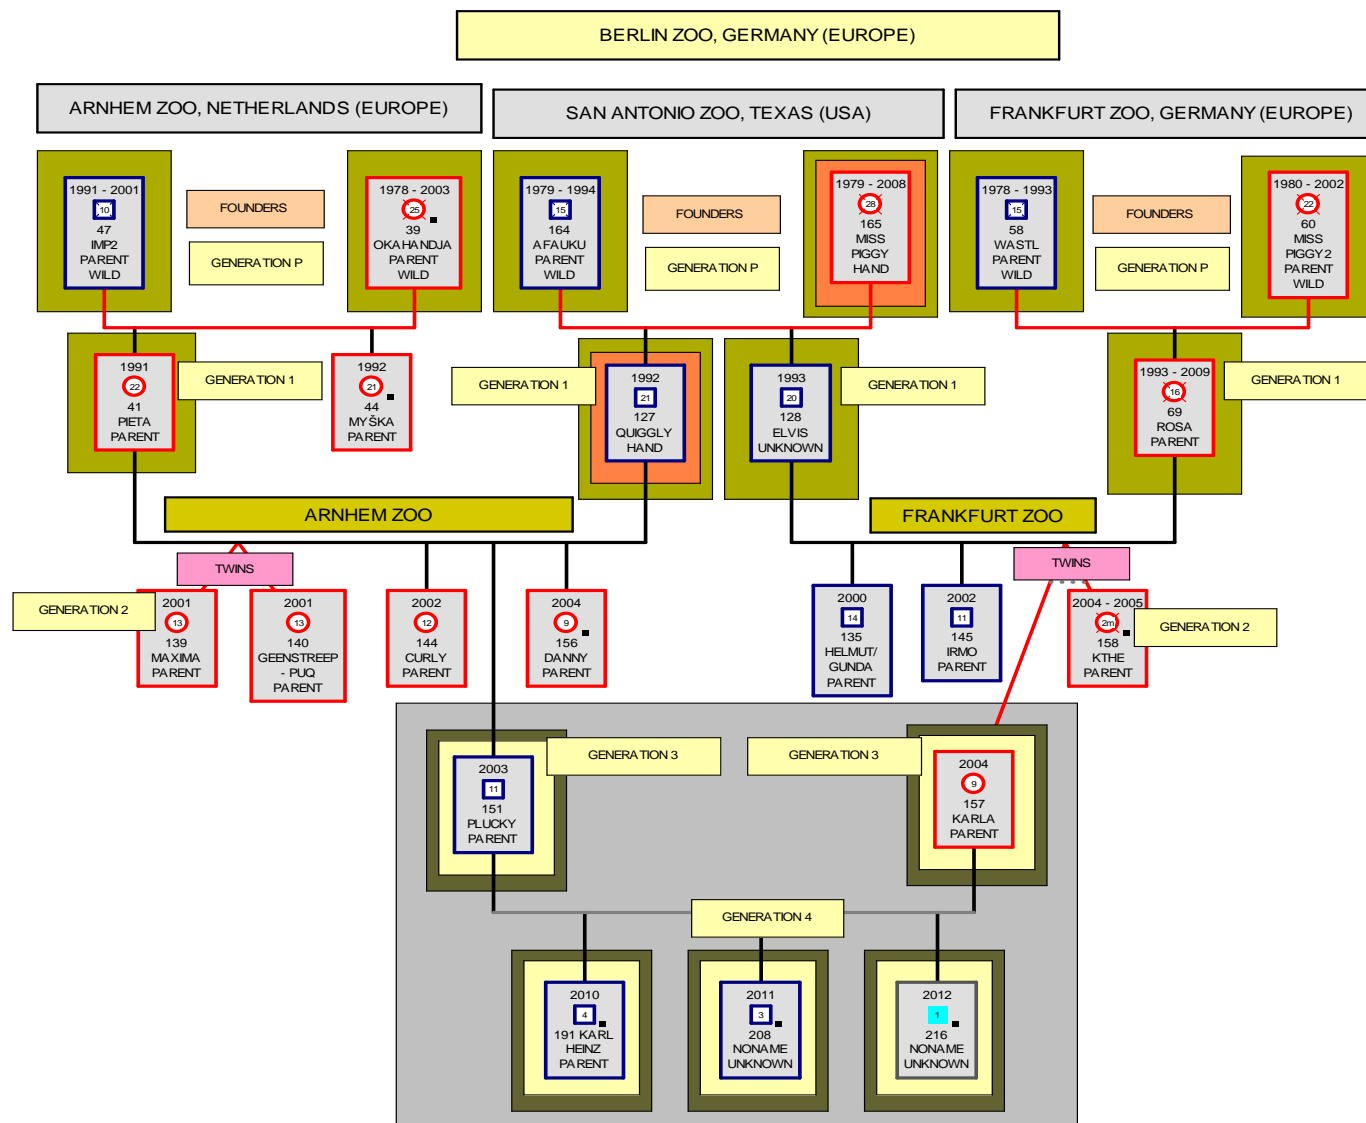 BERLIN ZOO, GERMANY (EUROPE)
ARNHEM ZOO, NETHERLANDS (EUROPE)
SAN ANTONIO ZOO, TEXAS (USA)
FRANKFURT ZOO, GERMANY (EUROPE)
1991 - 2001
10
47
IMP2
PARENT
WILD
FOUNDERS
GENERATION P
1978 - 2003
25
39
OKAHANDJA
PARENT
WILD
1979 - 1994
15
164
AFAUKU
PARENT
WILD
FOUNDERS
GENERATION P
1979 - 2008
28
165
MISS
PIGGY
HAND
1978 - 1993
15
58
WASTL
PARENT
WILD
FOUNDERS
GENERATION P
1980 - 2002
22
60
MISS
PIGGY2
PARENT
WILD
1991
22
41
PIETA
PARENT
GENERATION 1
1992
21
44
MYŠKA
PARENT
GENERATION 1
1992
21
127
QUIGGLY
HAND
1993
20
128
ELVIS
UNKNOWN
GENERATION 1
1993 - 2009
16
69
ROSA
PARENT
GENERATION 1
ARNHEM ZOO
FRANKFURT ZOO
TWINS
TWINS
GENERATION 2
2001
13
139
MAXIMA
PARENT
2001
13
140
GEENSTREEP
- PUQ
PARENT
2002
12
144
CURLY
PARENT
2004
9
156
DANNY
PARENT
2000
14
135
HELMUT/
GUNDA
PARENT
2002
11
145
IRMO
PARENT
2004 - 2005
2m
158
KTHE
PARENT
GENERATION 2
2003
11
151
PLUCKY
PARENT
GENERATION 3
GENERATION 3
2004
9
157
KARLA
PARENT
GENERATION 4
2010
4
191 KARL
HEINZ
PARENT
2011
3
208
NONAME
UNKNOWN
2012
1
216
NONAME
UNKNOWN